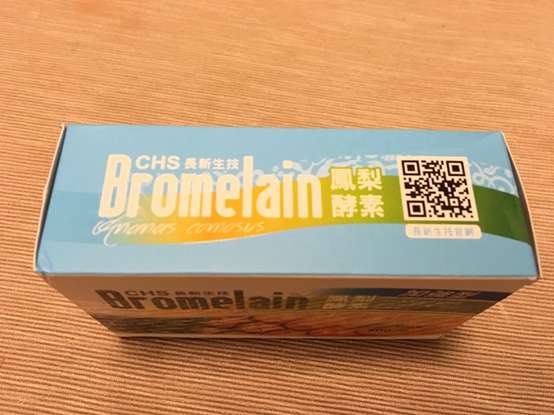 CHS 長新生技
Bromelain 鳳梨
酵素
Ananas comosus
長新生技官網
CHS 長新生技
Bromelain 鳳梨
酵素